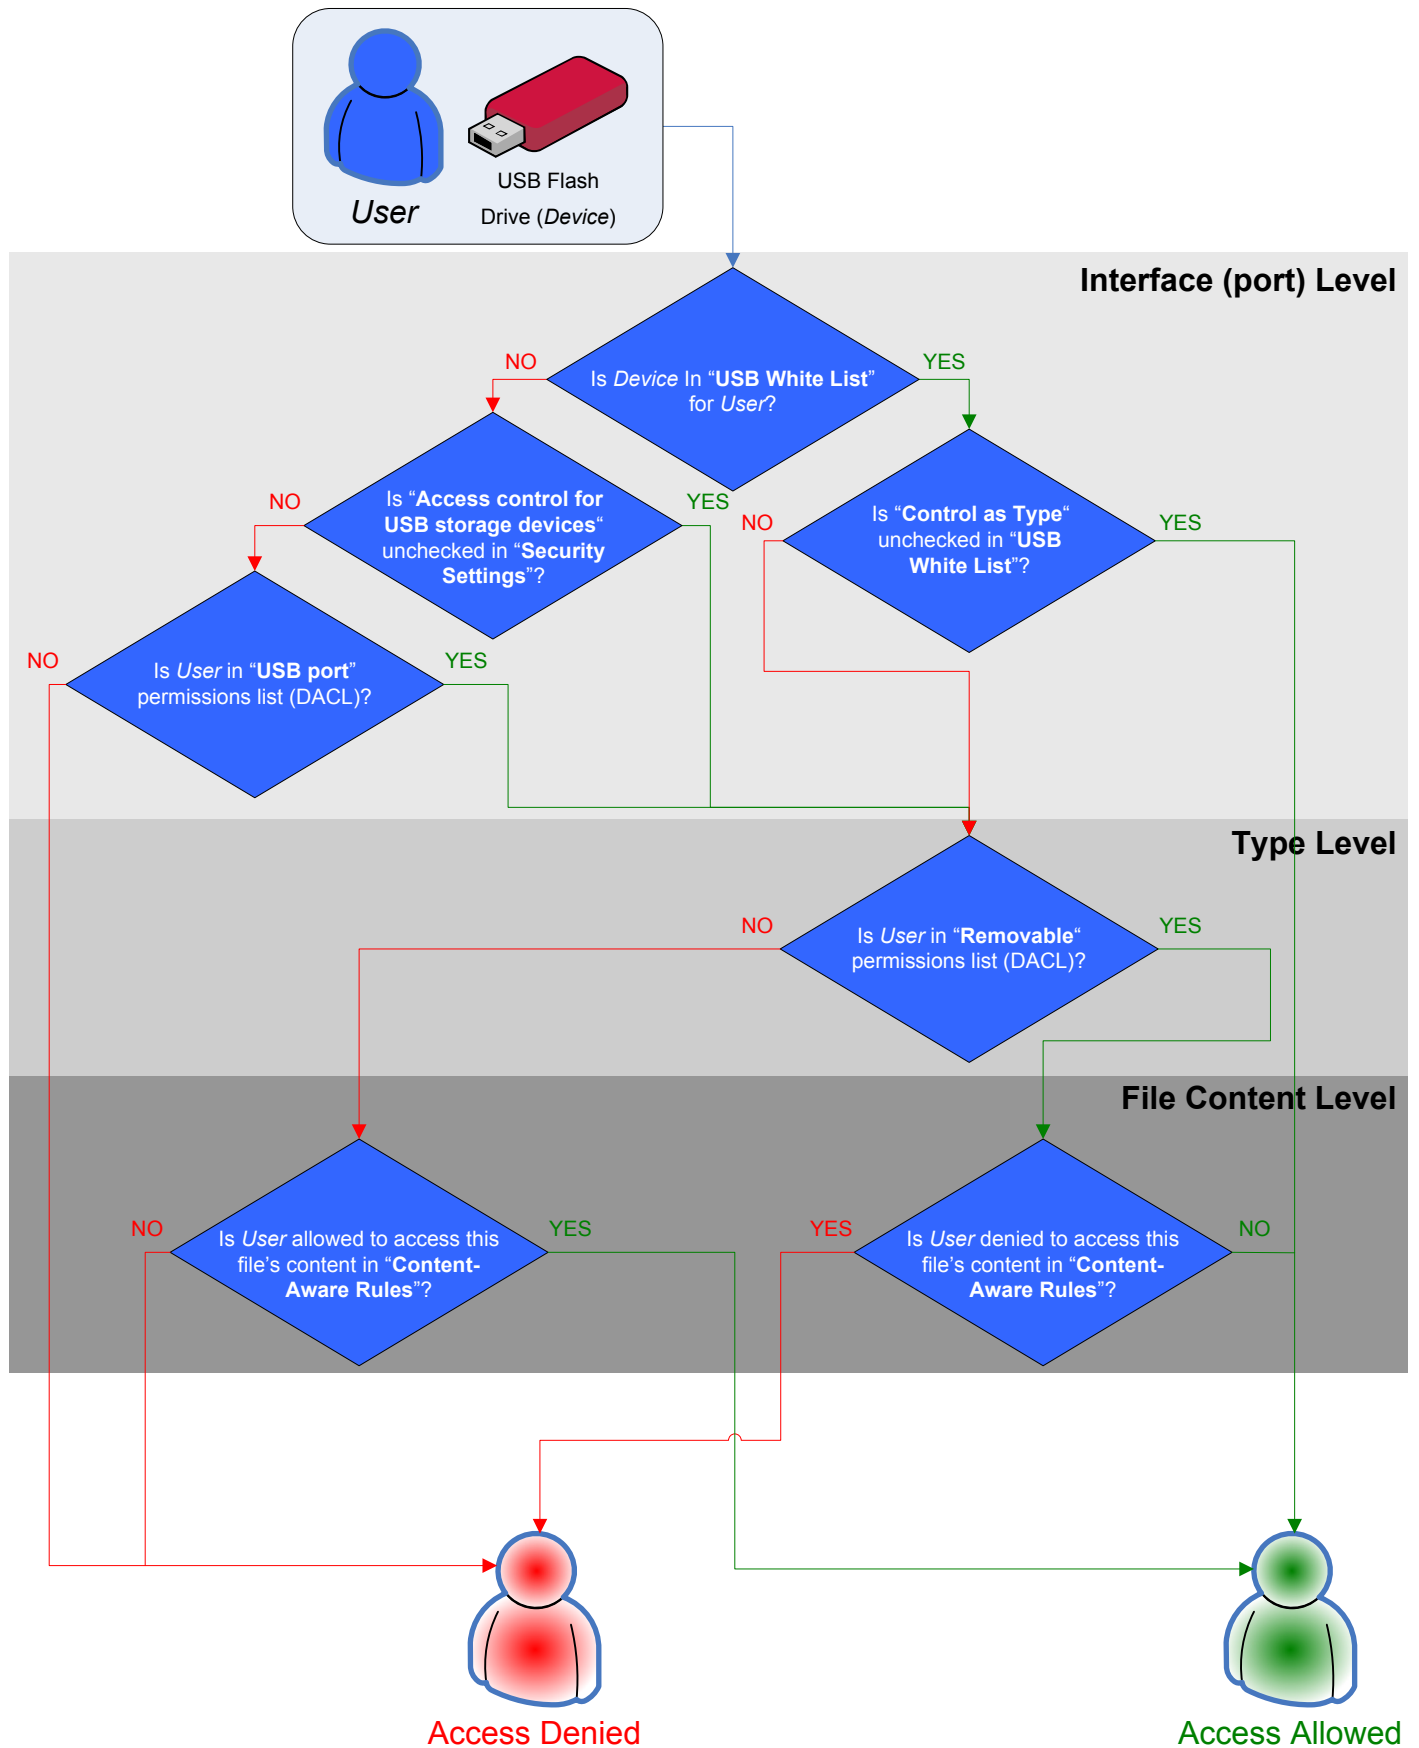 User
USB Flash
Drive (Device)
Interface (port) Level
NO
YES
Is Device In “USB White List”
for User?
NO
Is “Access control for
USB storage devices“
unchecked in “Security
Settings”?
YES
NO
Is “Control as Type“
unchecked in “USB
White List”?
YES
NO
Is User in “USB port”
permissions list (DACL)?
YES
Type Level
NO
Is User in “Removable“
permissions list (DACL)?
YES
File Content Level
NO
Is User allowed to access this
file’s content in “Content-
Aware Rules”?
YES
YES
Is User denied to access this
file’s content in “Content-
Aware Rules”?
NO
Access Denied
Access Allowed